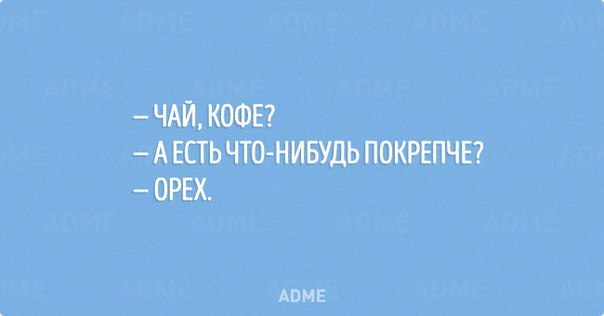 – ЧАЙ, КОФЕ?
– А ЕСТЬ ЧТО-НИБУДЬ ПОКРЕПЧЕ?
– ОРЕХ.
ADME